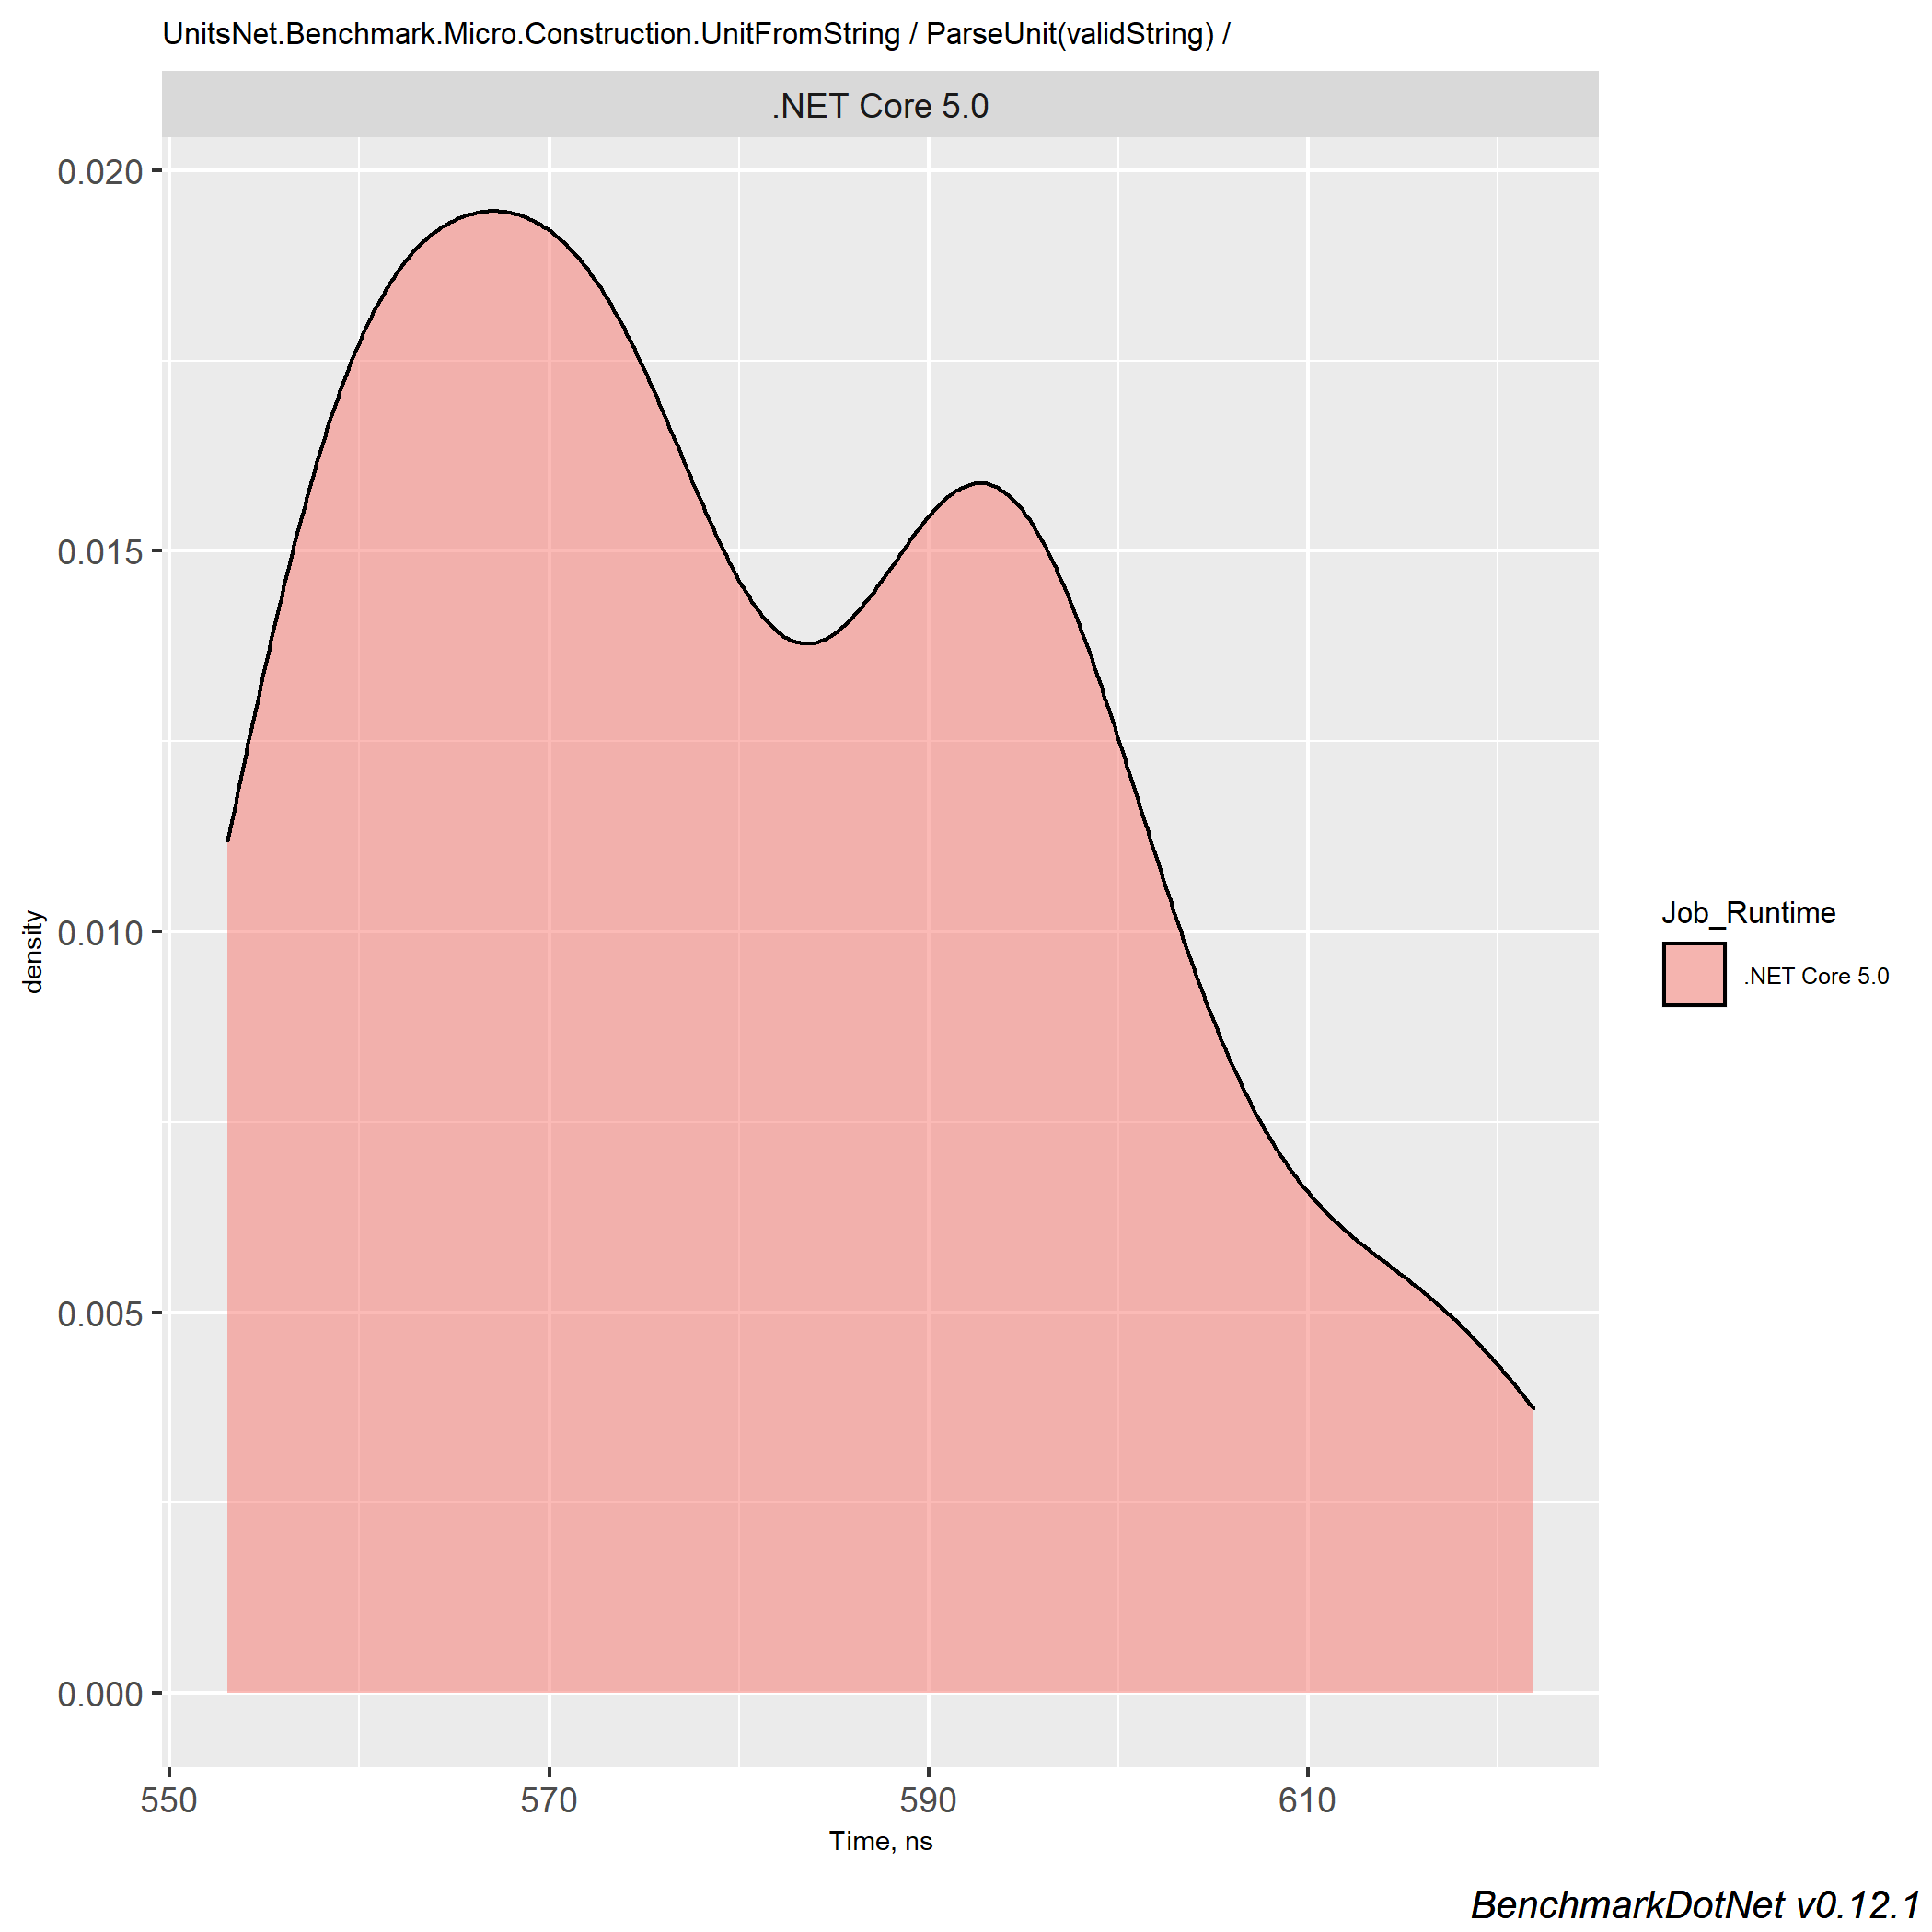 UnitsNet.Benchmark.Micro.Construction.UnitFromString / ParseUnit(validString) /
.NET Core 5.0
0.020
0.015
0.010
0.005
0.000
density
550 570 590 610
Time, ns
Job_Runtime
.NET Core 5.0
BenchmarkDotNet v0.12.1